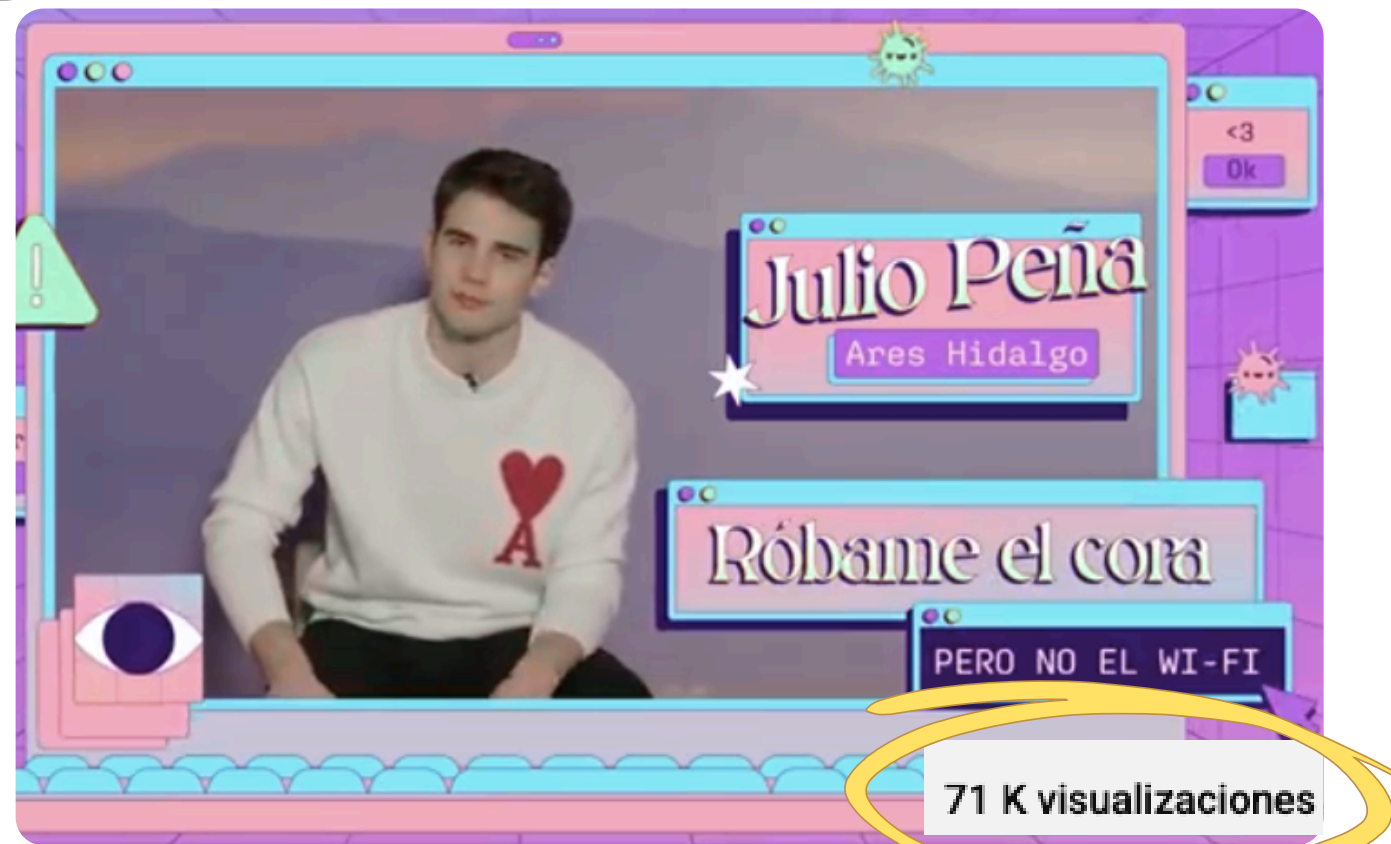 <3
Ok
Julio Peña
Ares Hidalgo
A
Róbame el cora
PERO NO EL WI-FI
71 K visualizaciones